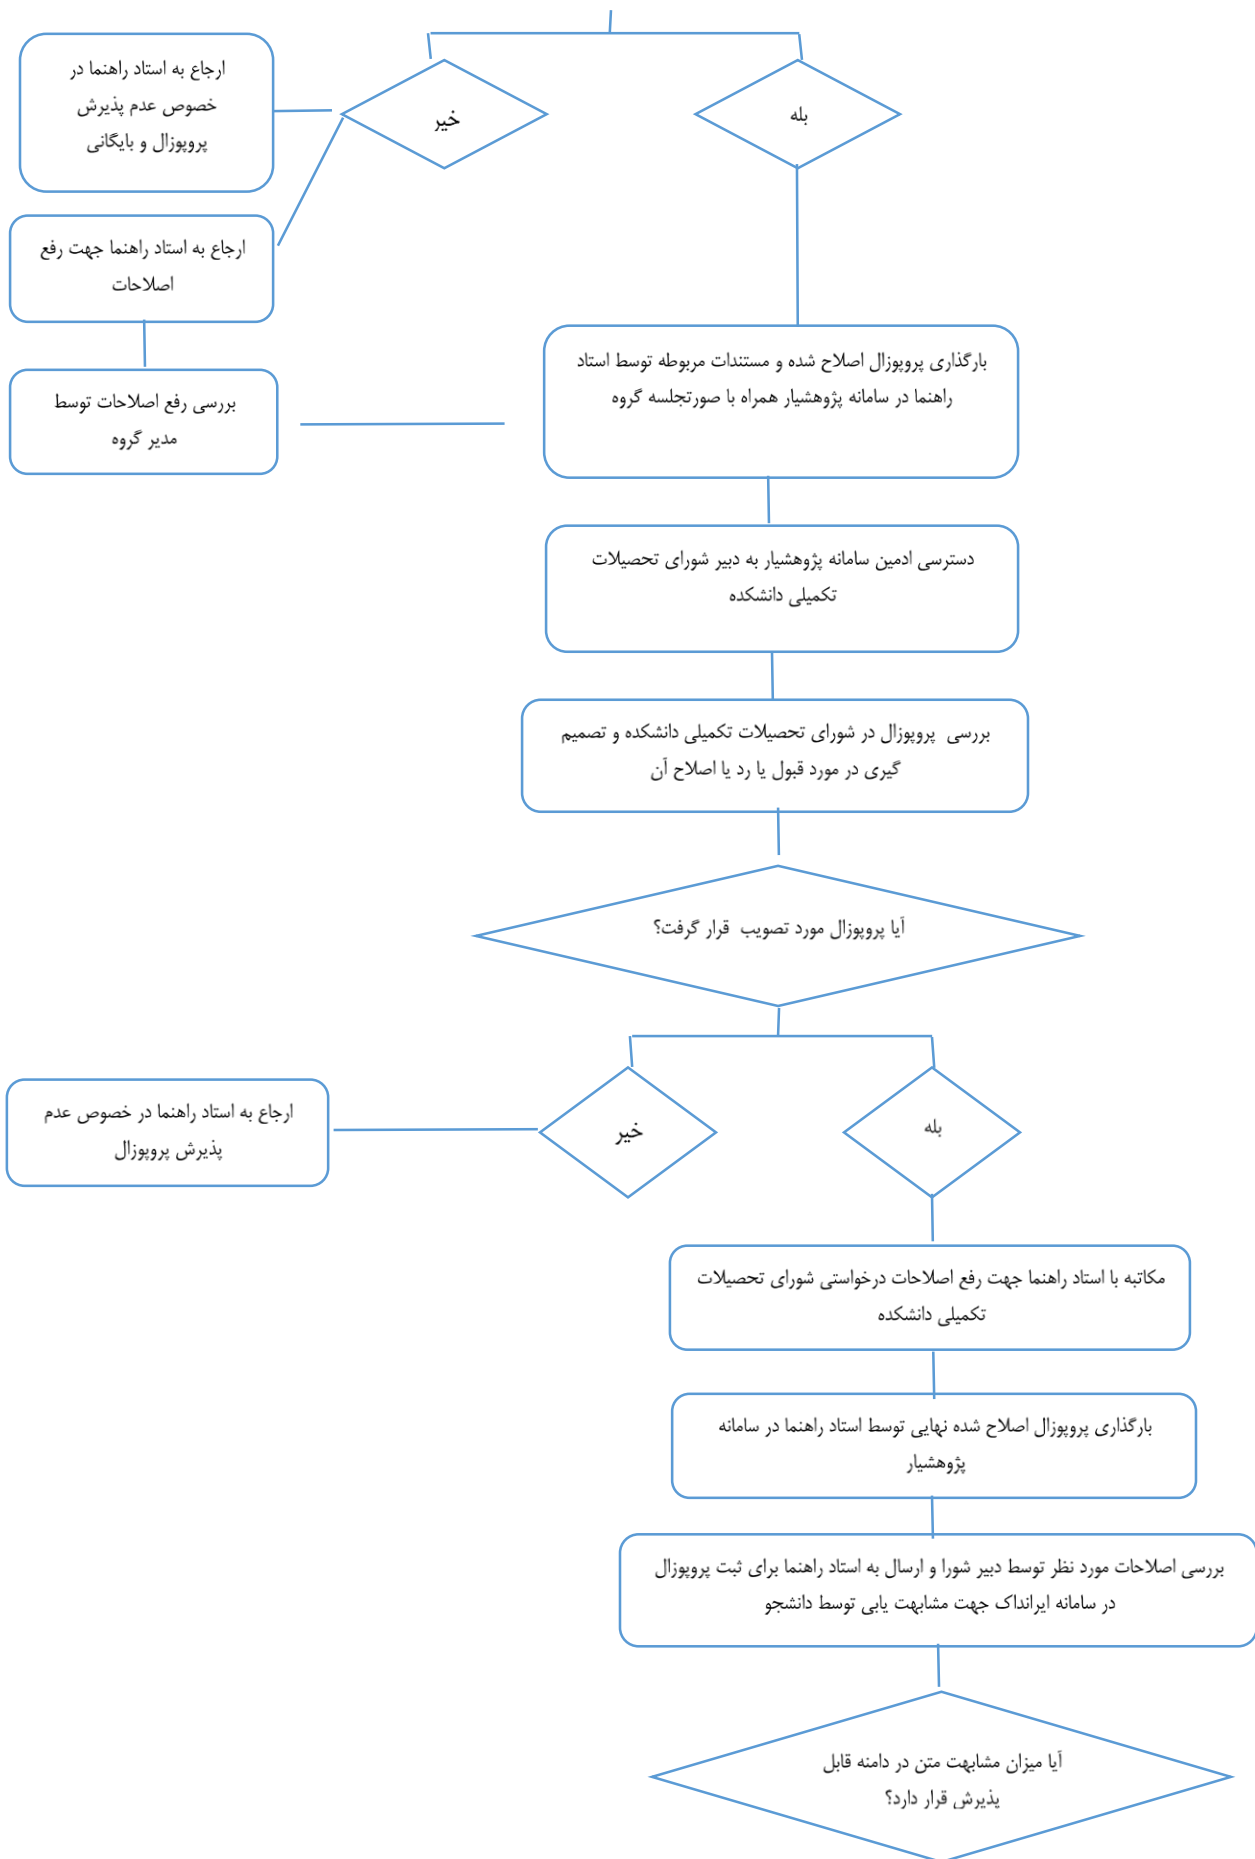 بله
خیر
ارجاع به استاد راهنما در
خصوص عدم پذیرش
پروپوزال و بایگانی
ارجاع به استاد راهنما جهت رفع
اصلاحات
بررسی رفع اصلاحات توسط
مدیر گروه
بارگذاری پروپوزال اصلاح شده و مستندات مربوطه توسط استاد
راهنما در سامانه پژوهشیار همراه با صورتجلسه گروه
دسترسی ادمین سامانه پژوهشیار به دبیر شورای تحصیلات
تکمیلی دانشکده
بررسی پروپوزال در شورای تحصیلات تکمیلی دانشکده و تصمیم
گیری در مورد قبول یا رد یا اصلاح آن
آیا پروپوزال مورد تصویب قرار گرفت؟
بله
خیر
ارجاع به استاد راهنما در خصوص عدم
پذیرش پروپوزال
مکاتبه با استاد راهنما جهت رفع اصلاحات درخواستی شورای تحصیلات
تکمیلی دانشکده
بارگذاری پروپوزال اصلاح شده نهایی توسط استاد راهنما در سامانه
پژوهشیار
بررسی اصلاحات مورد نظر توسط دبیر شورا و ارسال به استاد راهنما برای ثبت پروپوزال
در سامانه ایرانداک جهت مشابهت یابی توسط دانشجو
آیا میزان مشابهت متن در دامنه قابل
پذیرش قرار دارد؟